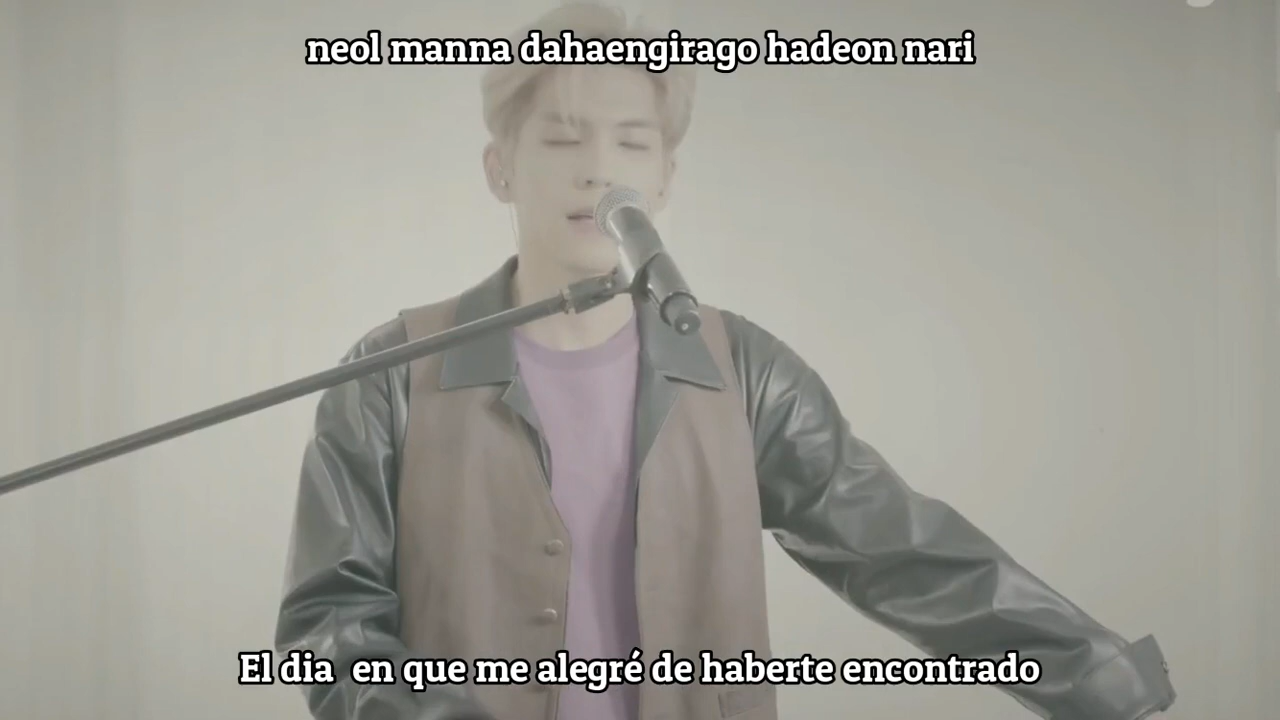 neol manna dahaengirago hadeon nari
El dia en que me alegré de haberte encontrado